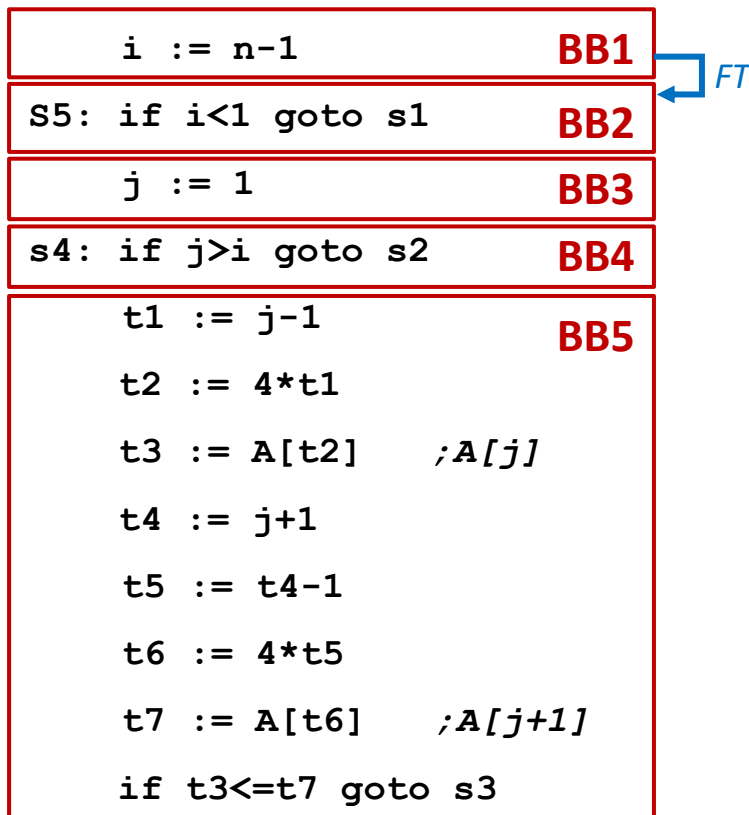 i := n-1 BB1
FT
S5: if i<1 goto s1 BB2
j := 1 BB3
s4: if j>i goto s2 BB4
t1 := j-1 BB5
t2 := 4*t1
t3 := A[t2] ;A[j]
t4 := j+1
t5 := t4-1
t6 := 4*t5
t7 := A[t6] ;A[j+1]
if t3<=t7 goto s3